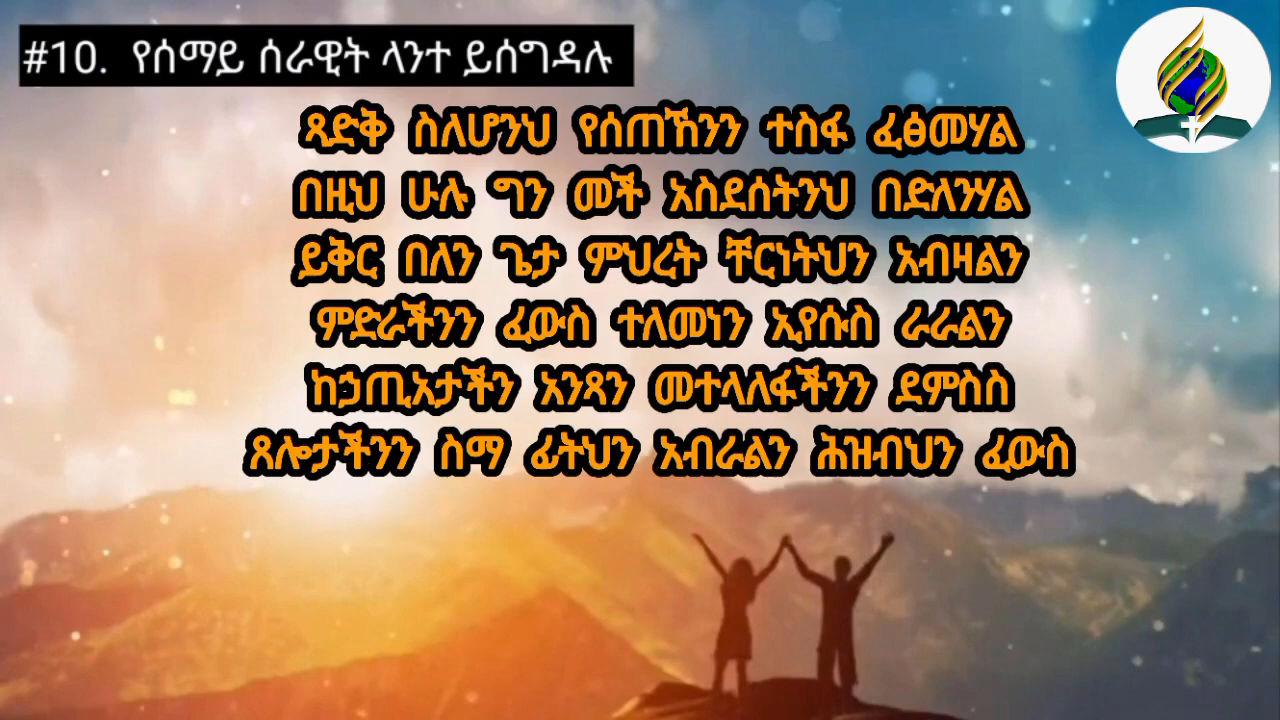 #10. የሰማይ ሰራዊት ላንተ ይሰግዳሉ
ጻድቅ ስለሆንህ የሰጠኸንን ተስፋ ፈፅመሃል
በዚህ ሁሉ ግን መች አስደሰትንህ በድለንሃል
ይቅር በለን ጌታ ምህረት ቸርነትህን አብዛልን
ምድራችንን ፈውስ ተለመነን ኢየሱስ ራራልን
ከኃጢአታችን አንጻን መተላለፋችንን ደምስስ
ጸሎታችንን ስማ ፊትህን አብራልን ሕዝብህን ፈውስ